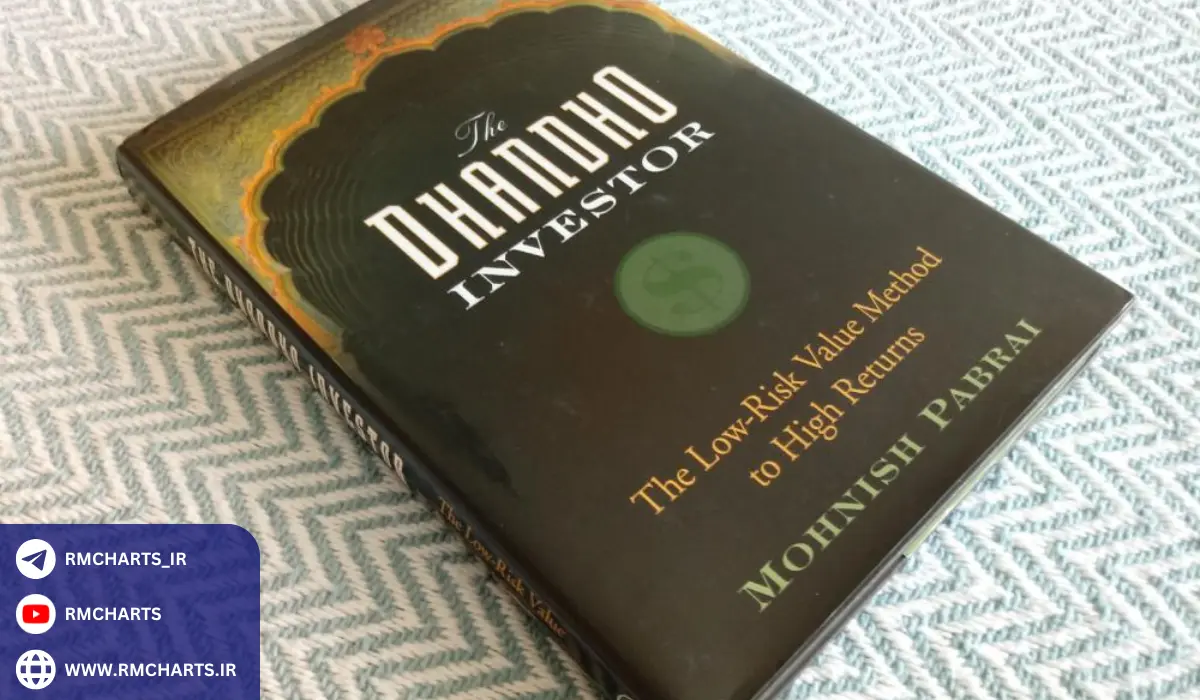 The
DHANDHO
INVESTOR
$
The Low-Risk Value Method
to High Returns
MOHNISH PABRAI
THE DHANDHO INVESTOR
The Low-Risk Value
RMCHARTS_IR
RMCHARTS
WWW.RMCHARTS.IR